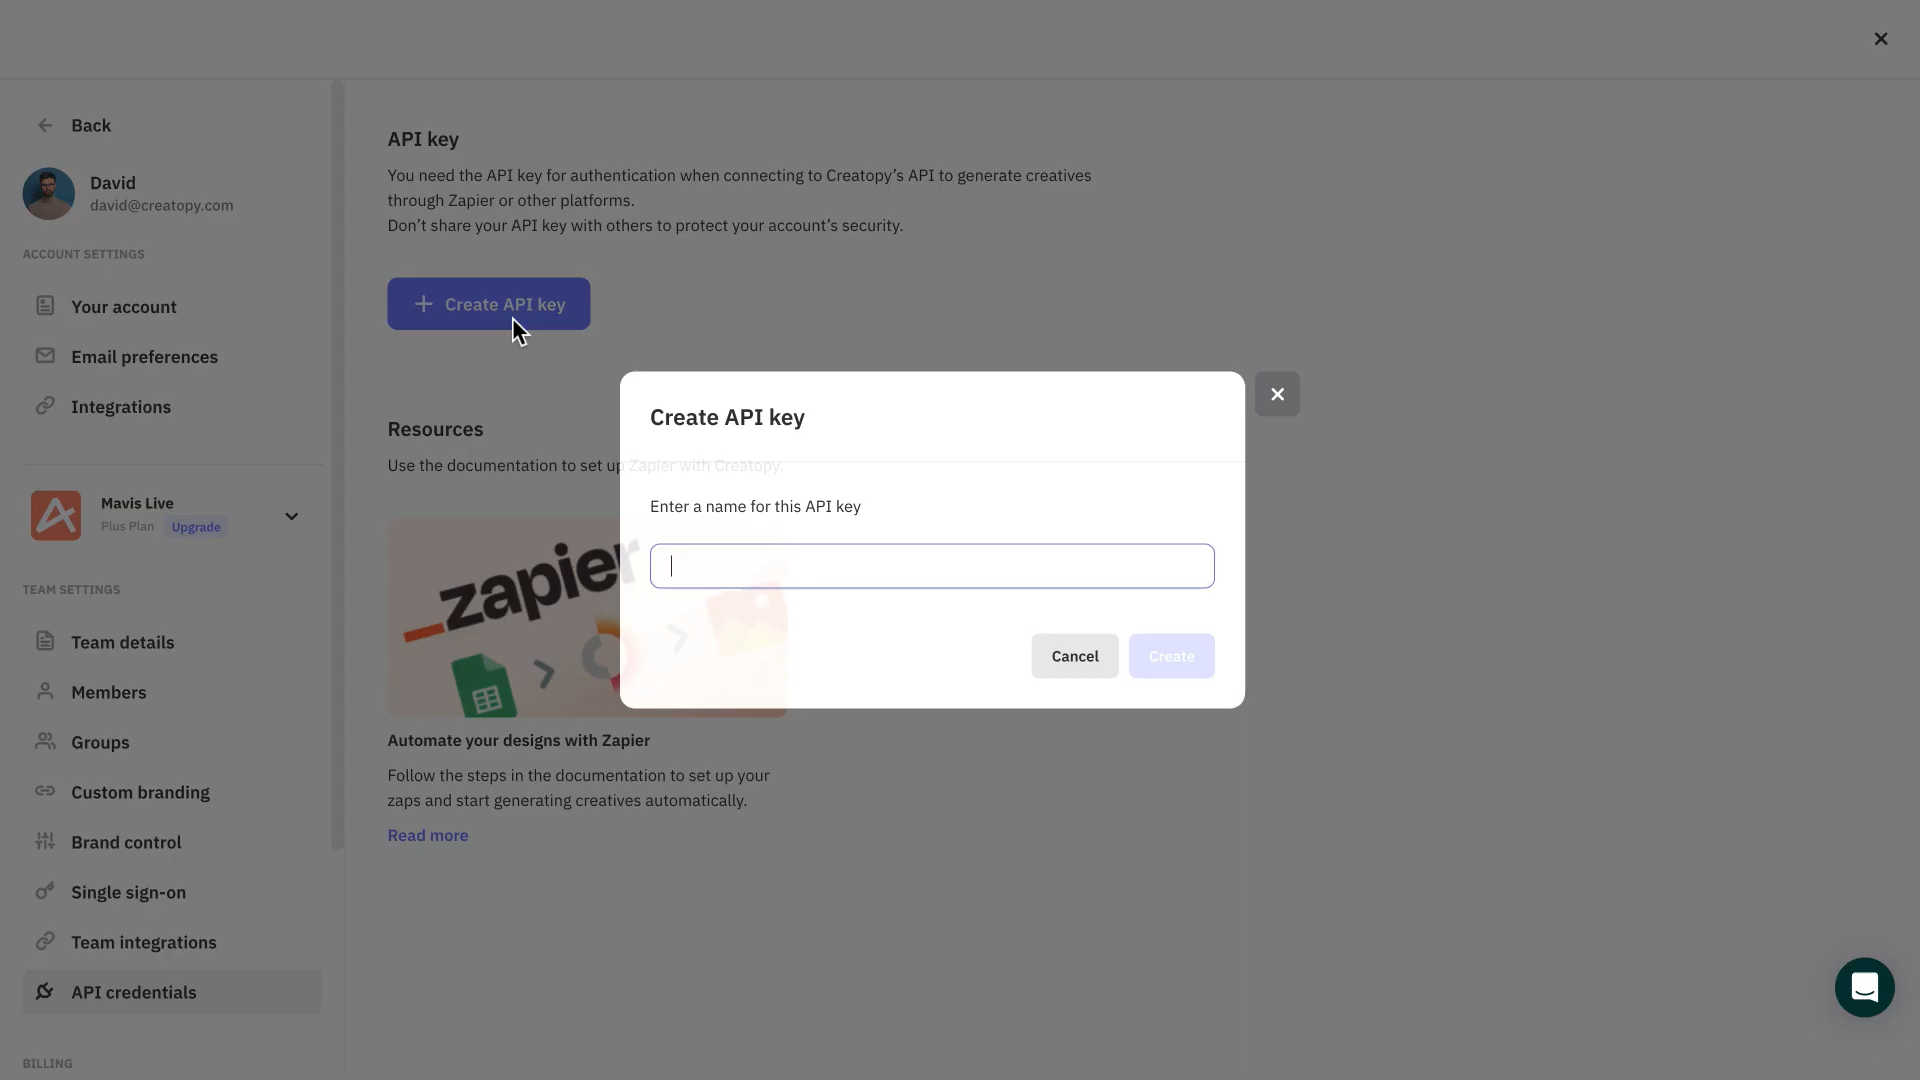 Back
David
david@creatopy.com
ACCOUNT SETTINGS
Your account
Email preferences
Integrations
Mavis Live
Plus Plan Upgrade
TEAM SETTINGS
Team details
Members
Groups
Custom branding
Brand control
Single sign-on
Team integrations
API credentials
BILLING
API key
You need the API key for authentication when connecting to Creatopy’s API to generate creatives
through Zapier or other platforms.
Don’t share your API key with others to protect your account’s security.
Create API key
Resources
Use the documentation to set up Zapier with Creatopy.
_zapier
Automate your designs with Zapier
Follow the steps in the documentation to set up your
zaps and start generating creatives automatically.
Read more
Create API key
Enter a name for this API key
Cancel
Create